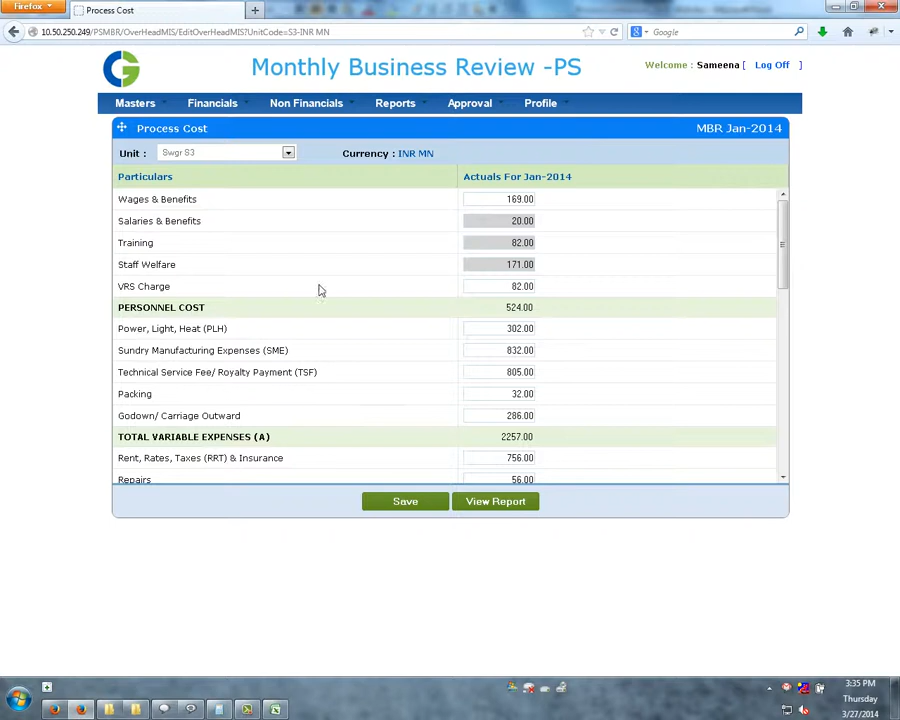 Firefox
Process Cost
10.50.250.249/PSMBR/OverHeadMIS/EditOverHeadMIS?UnitCode=S3-INR MN
Google
Monthly Business Review -PS
Welcome : Sameena [ Log Off ]
Masters Financials Non Financials Reports Approval Profile
Process Cost MBR Jan-2014
Unit : Swgr S3 Currency : INR MN
Particulars Actuals For Jan-2014
Wages & Benefits 169.00
Salaries & Benefits 20.00
Training 82.00
Staff Welfare 171.00
VRS Charge 82.00
PERSONNEL COST 524.00
Power, Light, Heat (PLH) 302.00
Sundry Manufacturing Expenses (SME) 832.00
Technical Service Fee/ Royalty Payment (TSF) 805.00
Packing 32.00
Godown/ Carriage Outward 286.00
TOTAL VARIABLE EXPENSES (A) 2257.00
Rent, Rates, Taxes (RRT) & Insurance 756.00
Repairs 56.00
Save View Report
3:35 PM
Thursday
3/27/2014